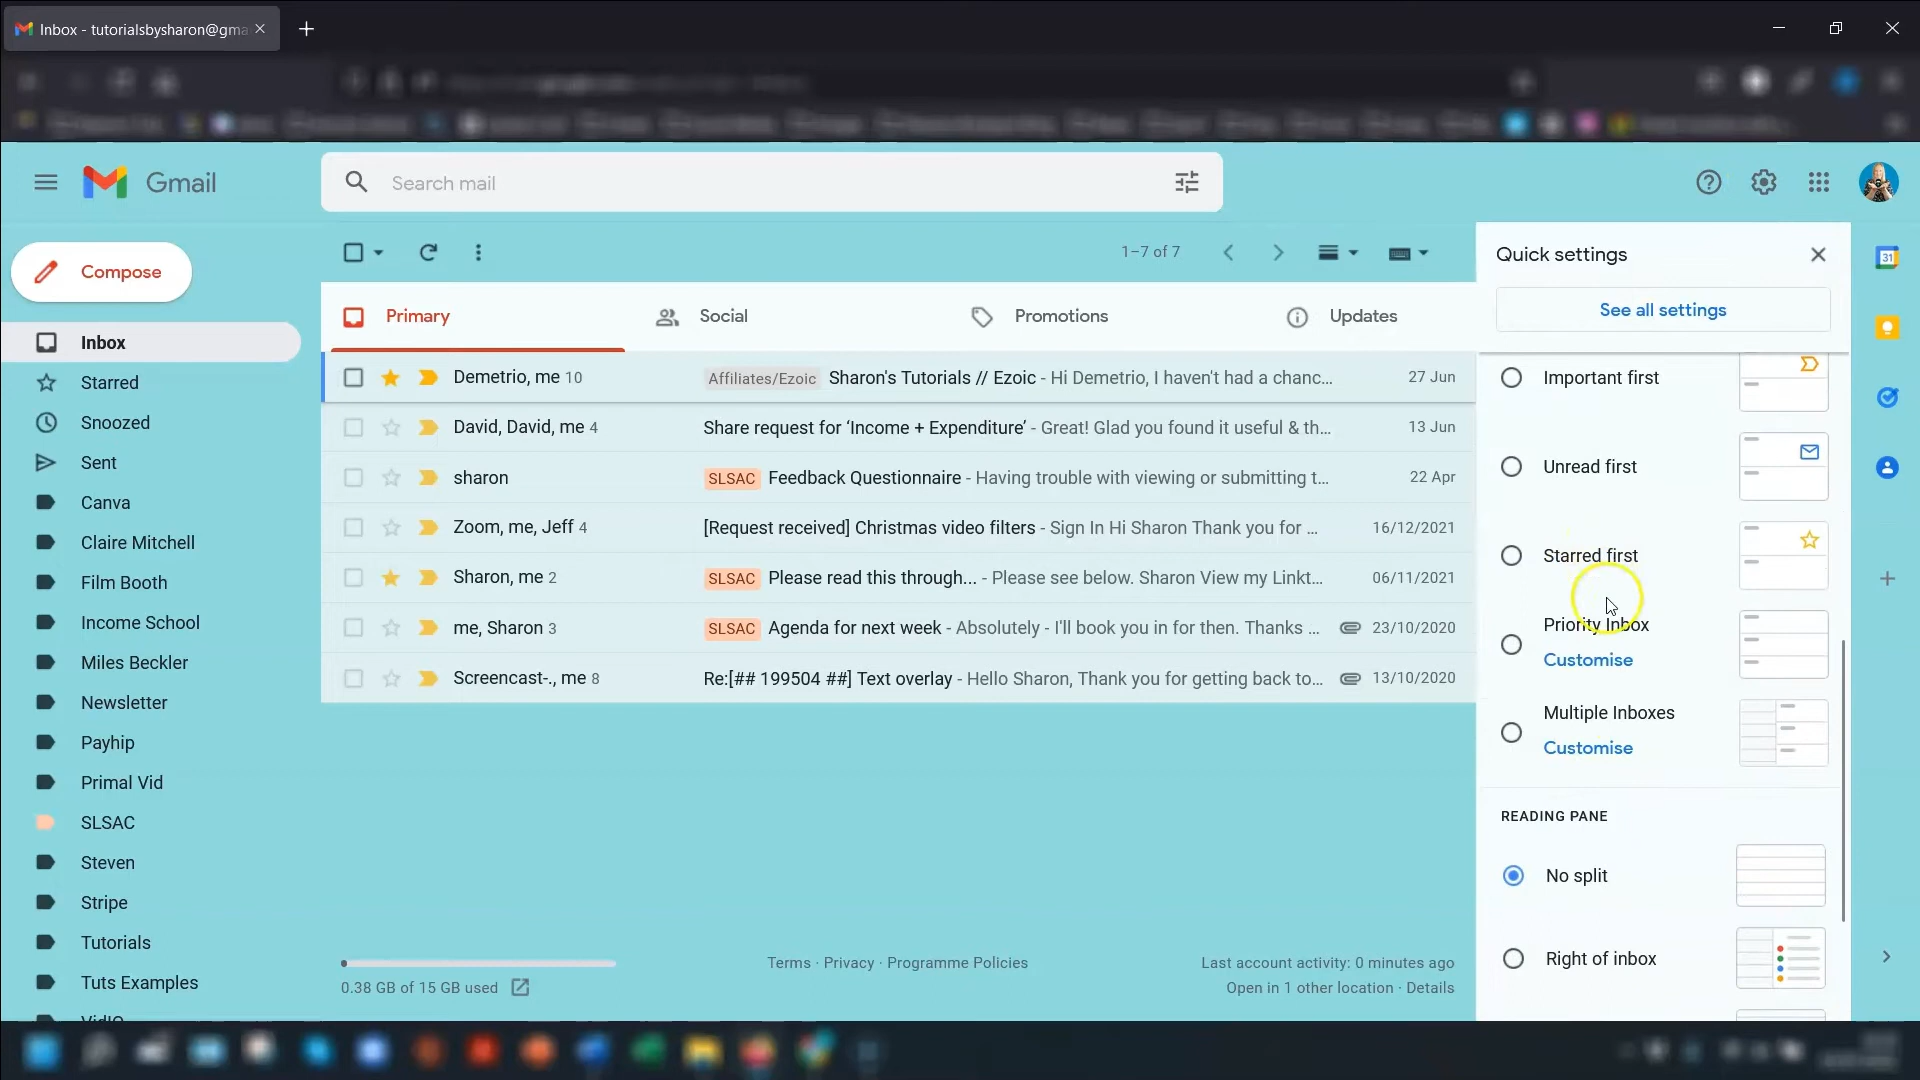 Inbox - tutorialsbysharon@gma
Gmail
Search mail
Compose
1–7 of 7
Quick settings
See all settings
Primary
Social
Promotions
Updates
Inbox
Starred
Snoozed
Sent
Canva
Claire Mitchell
Film Booth
Income School
Miles Beckler
Newsletter
Payhip
Primal Vid
SLSAC
Steven
Stripe
Tutorials
Tuts Examples
VidIQ
Demetrio, me 10 Affiliates/Ezoic Sharon's Tutorials // Ezoic - Hi Demetrio, I haven't had a chanc... 27 Jun
David, David, me 4 Share request for ‘Income + Expenditure’ - Great! Glad you found it useful & th... 13 Jun
sharon SLSAC Feedback Questionnaire - Having trouble with viewing or submitting t... 22 Apr
Zoom, me, Jeff 4 [Request received] Christmas video filters - Sign In Hi Sharon Thank you for ... 16/12/2021
Sharon, me 2 SLSAC Please read this through... - Please see below. Sharon View my Linkt... 06/11/2021
me, Sharon 3 SLSAC Agenda for next week - Absolutely - I'll book you in for then. Thanks ... 23/10/2020
Screencast-., me 8 Re:[## 199504 ##] Text overlay - Hello Sharon, Thank you for getting back to... 13/10/2020
0.38 GB of 15 GB used
Terms · Privacy · Programme Policies
Last account activity: 0 minutes ago
Open in 1 other location · Details
Important first
Unread first
Starred first
Priority Inbox
Customise
Multiple Inboxes
Customise
READING PANE
No split
Right of inbox
31